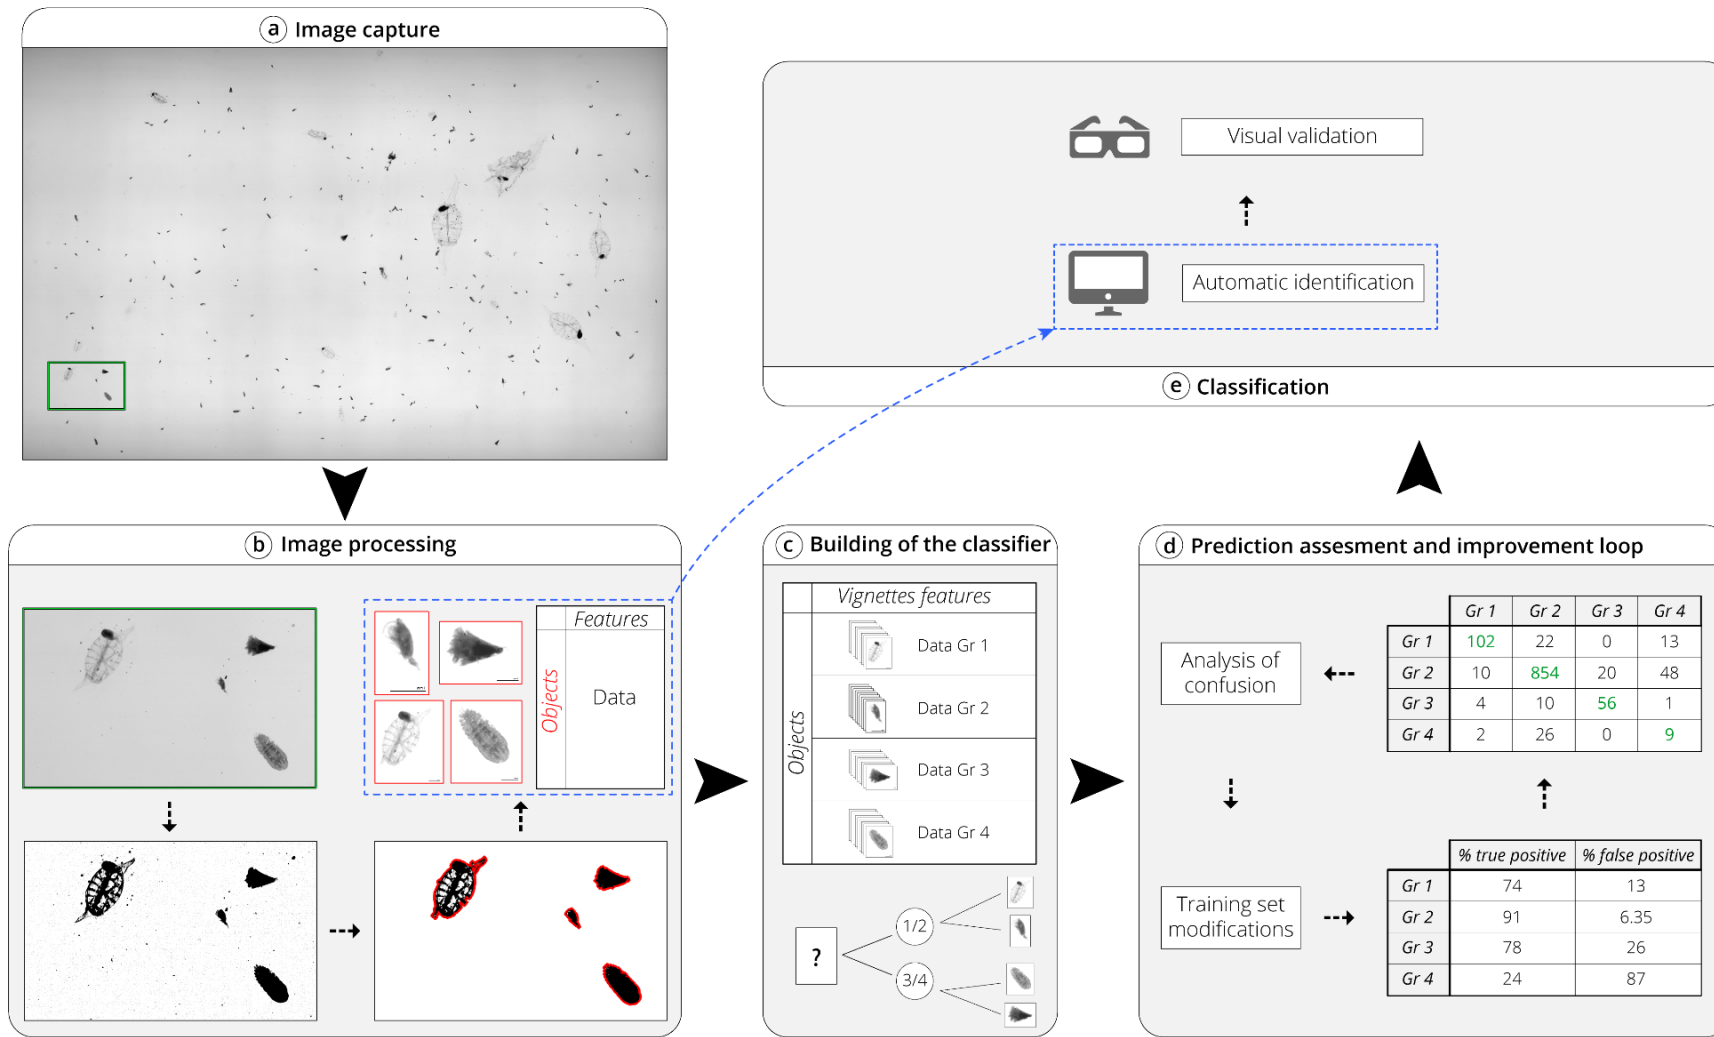 a Image capture
Visual validation
Automatic identification
e Classification
b Image processing
Features
Objects
Data
c Building of the classifier
Vignettes features
Objects
Data Gr 1
Data Gr 2
Data Gr 3
Data Gr 4
?
1/2
3/4
d Prediction assesment and improvement loop
Analysis of
confusion
Gr 1 Gr 2 Gr 3 Gr 4
Gr 1 102 22 0 13
Gr 2 10 854 20 48
Gr 3 4 10 56 1
Gr 4 2 26 0 9
Training set
modifications
% true positive % false positive
Gr 1 74 13
Gr 2 91 6.35
Gr 3 78 26
Gr 4 24 87